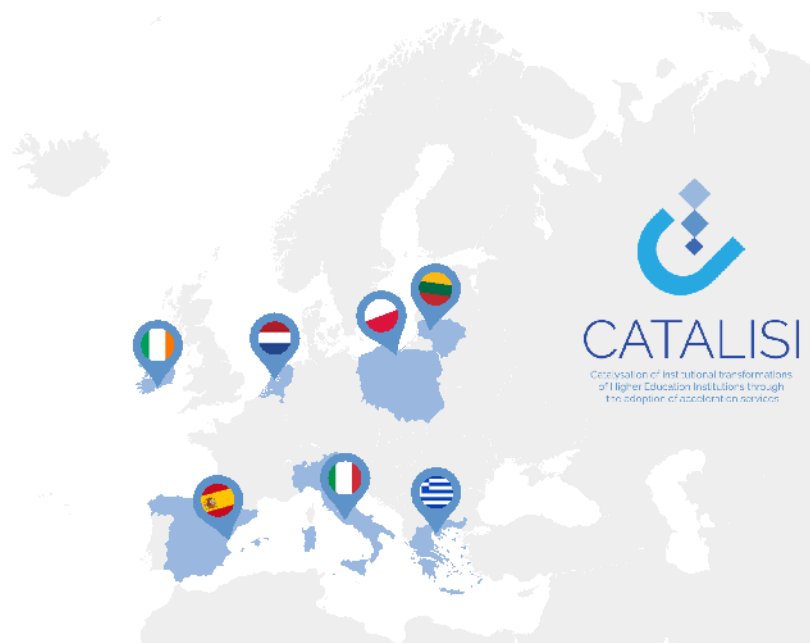 CATALISI
Catalysation of institutional transformations
of Higher Education Institutions through
the adoption of acceleration services